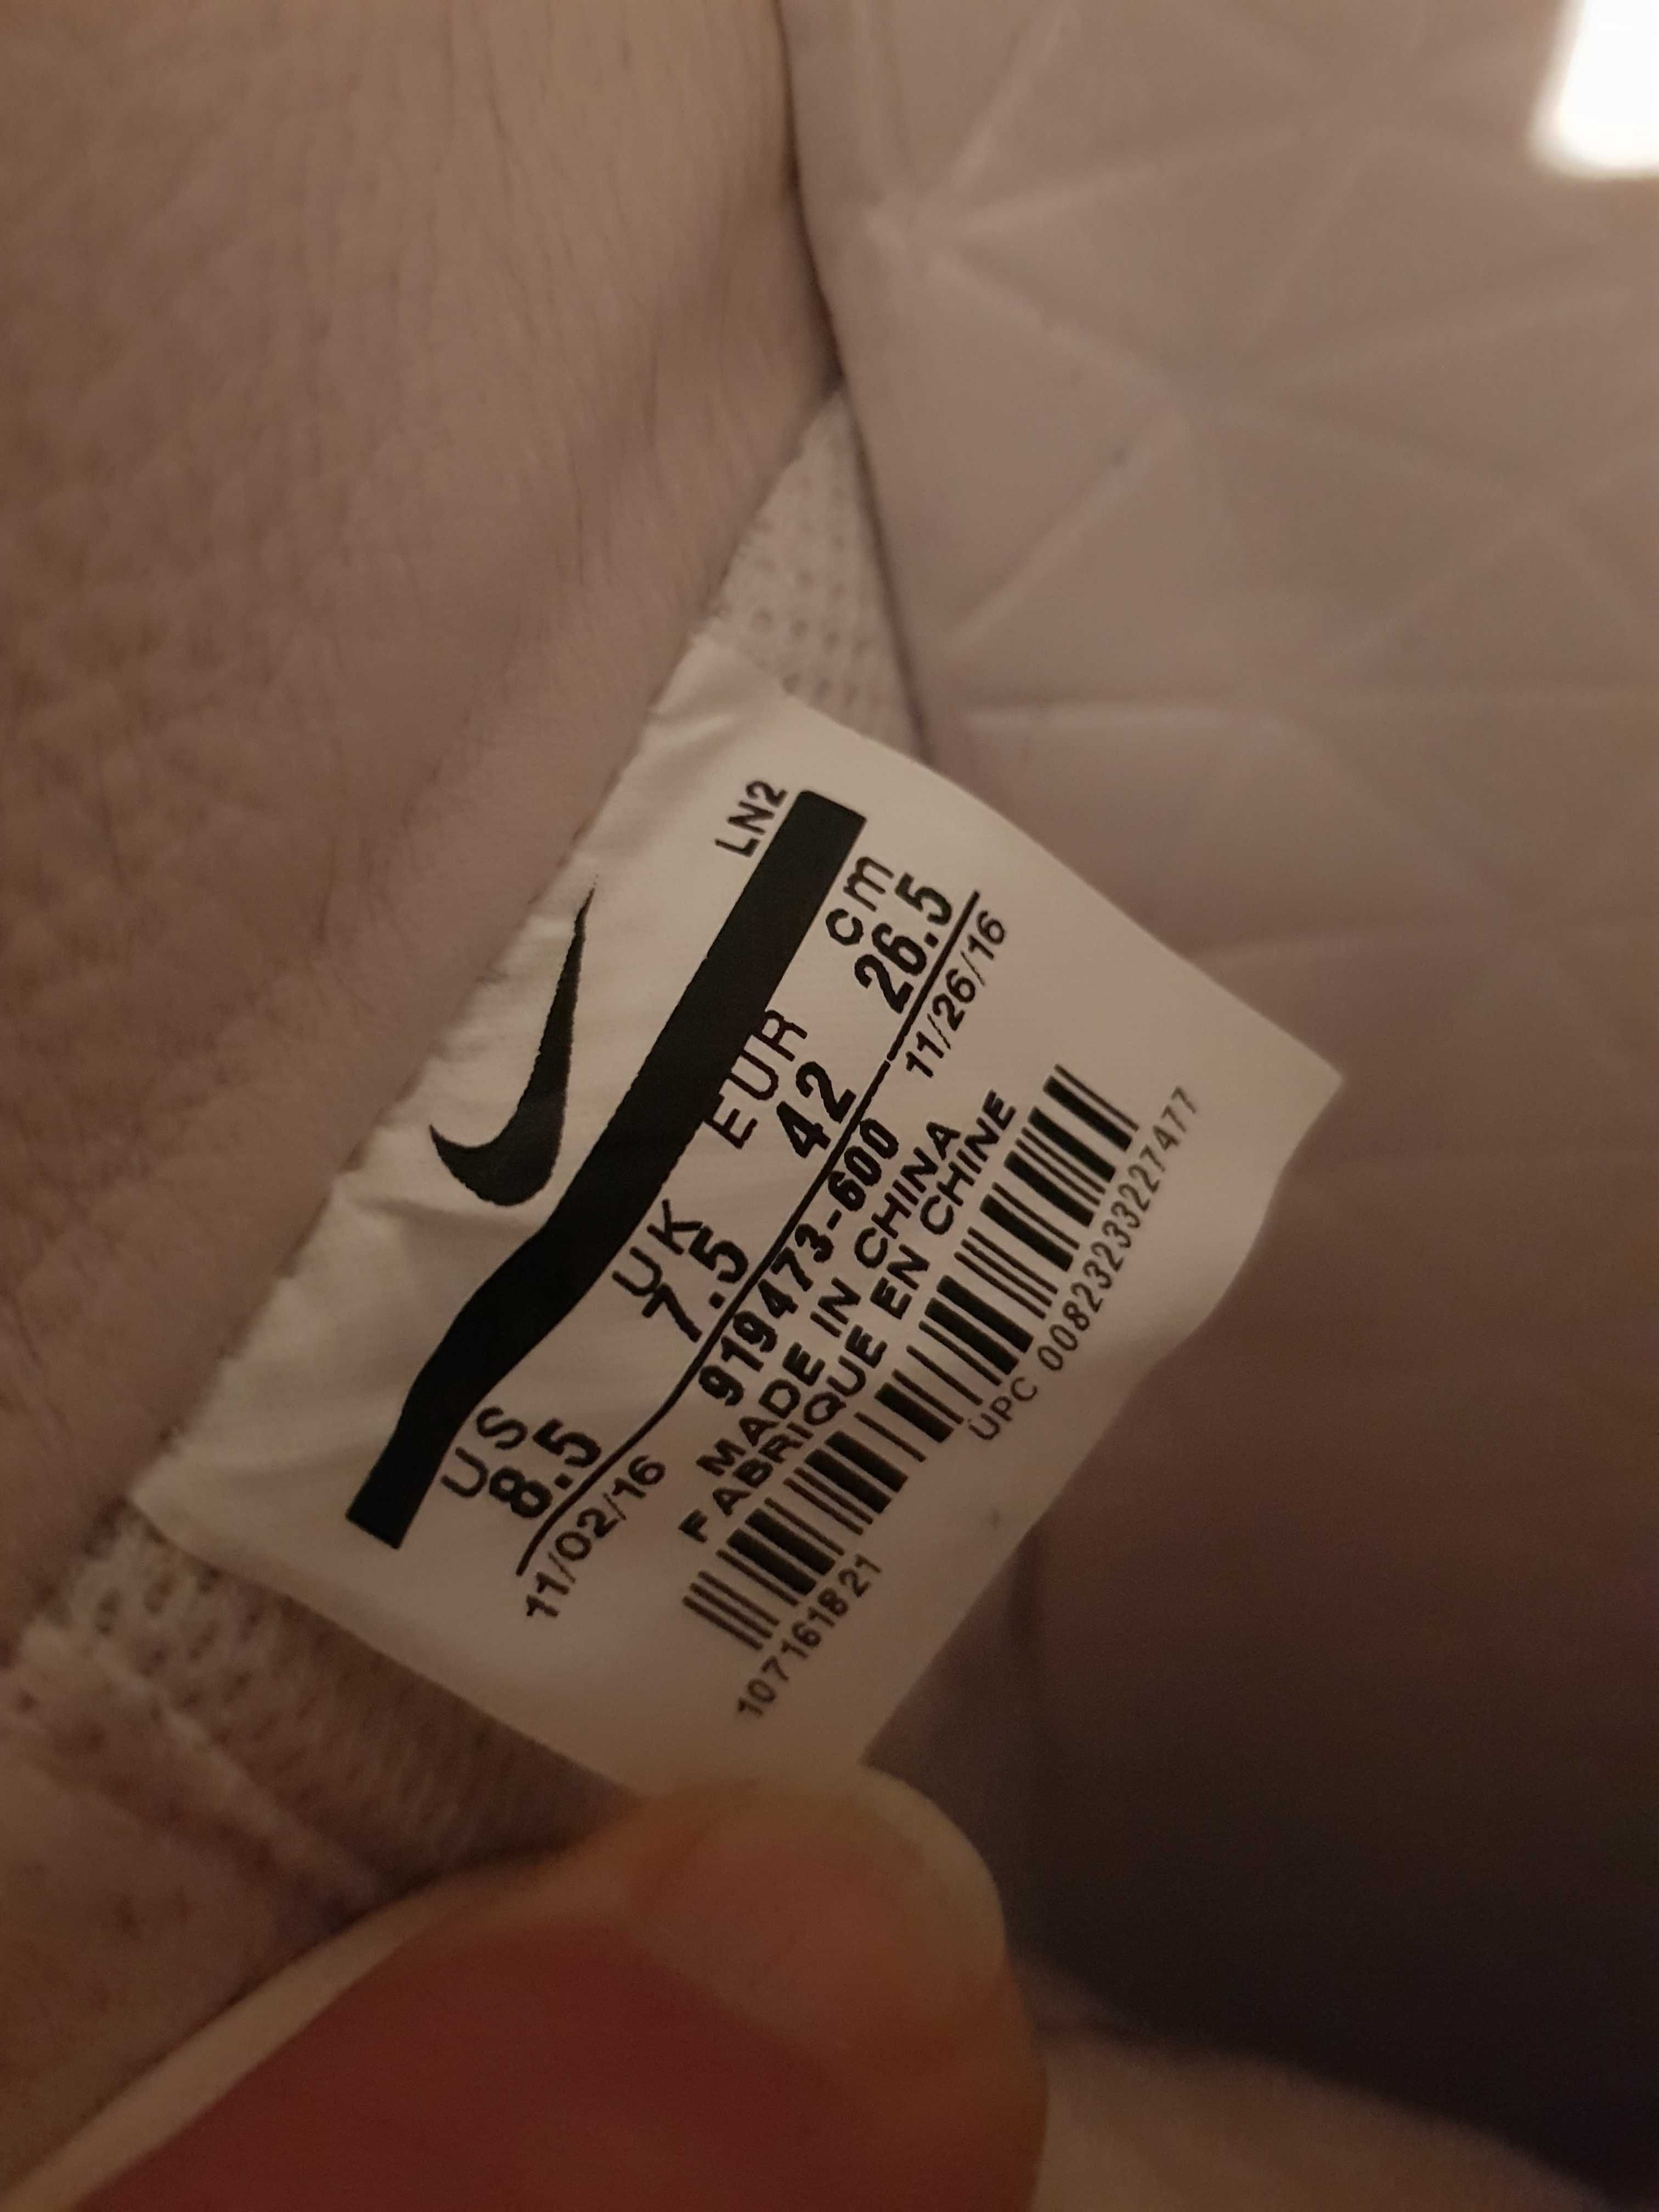 LN2
US UK EUR cm
8.5 7.5 42 26.5
11/02/16 919473-600 11/26/16
MADE IN CHINA
FABRIQUE EN CHINE
107161821 UPC 00823233227477